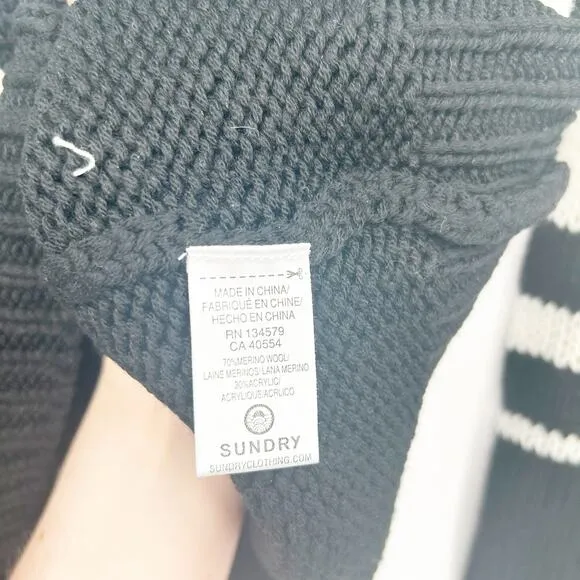 MADE IN CHINA/
FABRIQUÉ EN CHINE/
HECHO EN CHINA
RN 134579
CA 40554
70%MERINO WOOL/
LAINE MERINOS/ LANA MERINO
30%ACRYLIC/
ACRYLIQUE/ACRÍLICO
SUNDRY
SUNDRYCLOTHING.COM